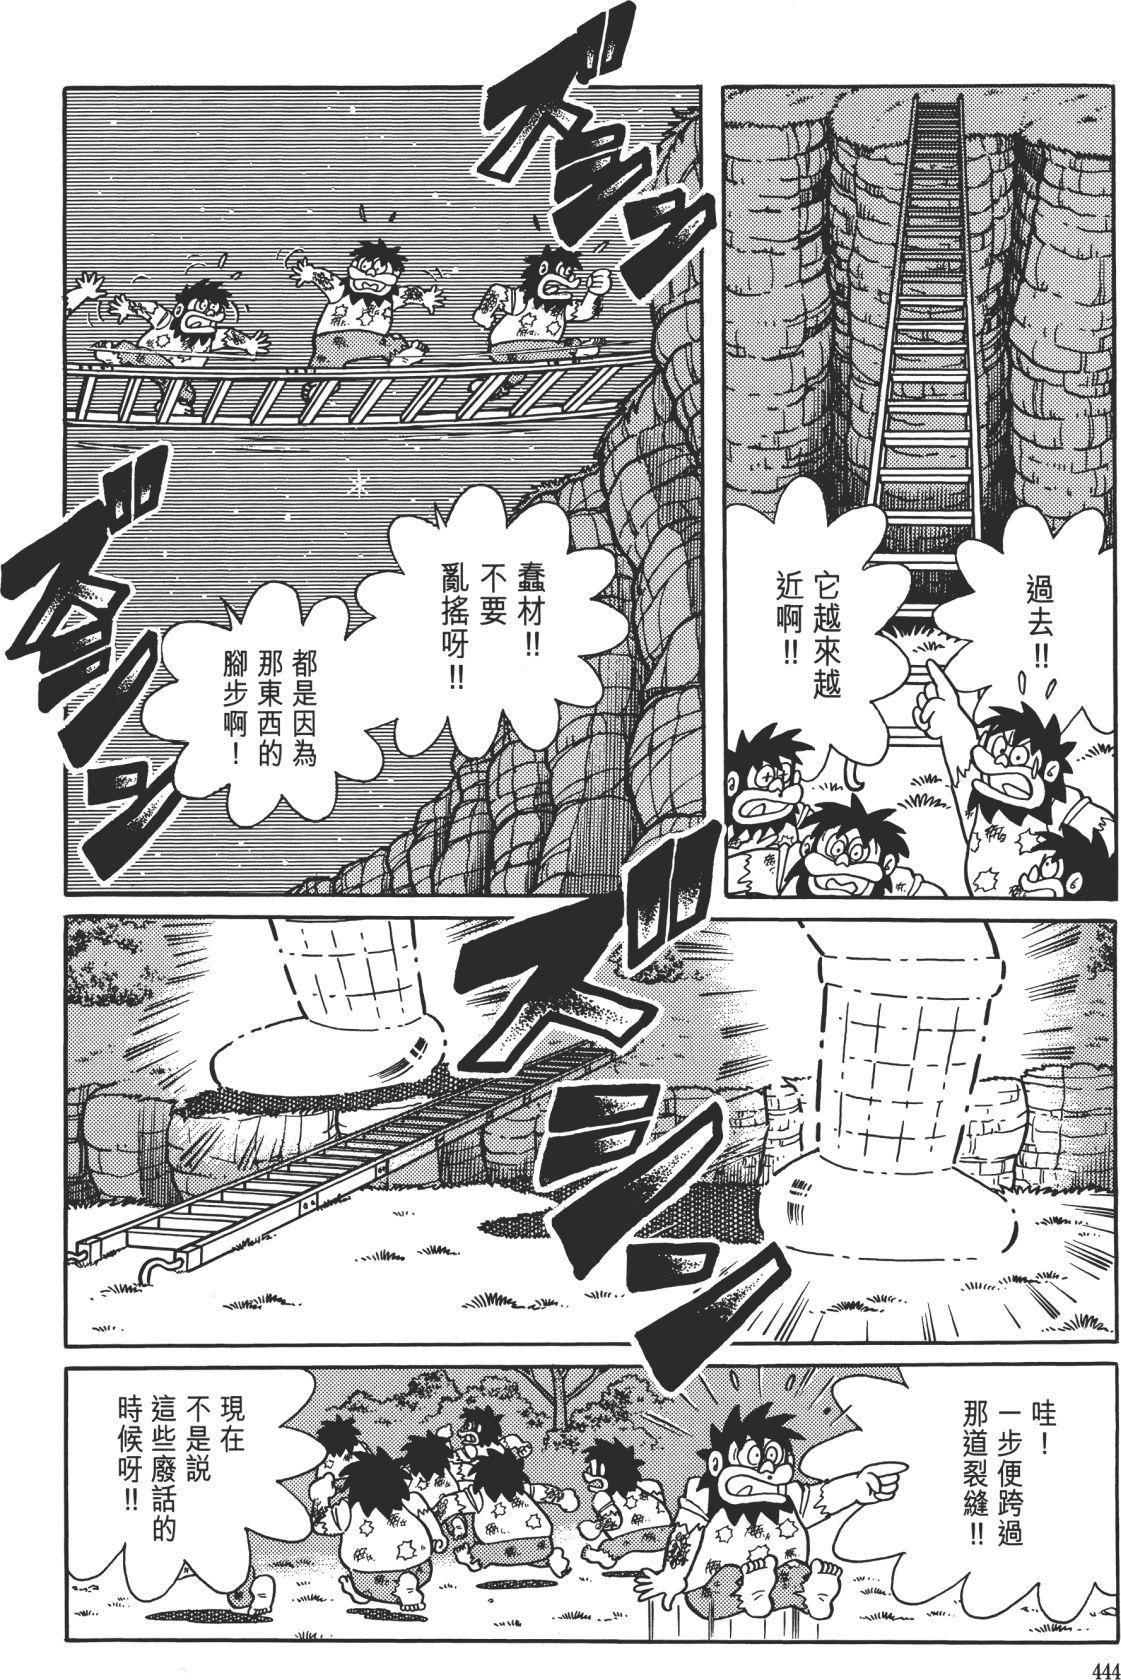 過去!!
它越來越
近啊!!
ズシン
蠢材!!
不要
亂搖呀!!
都是因為
那東西的
腳步啊!
ズシン
ズシン
哇!
一步便跨過
那道裂縫!!
現在
不是說
這些廢話的
時候呀!!
444